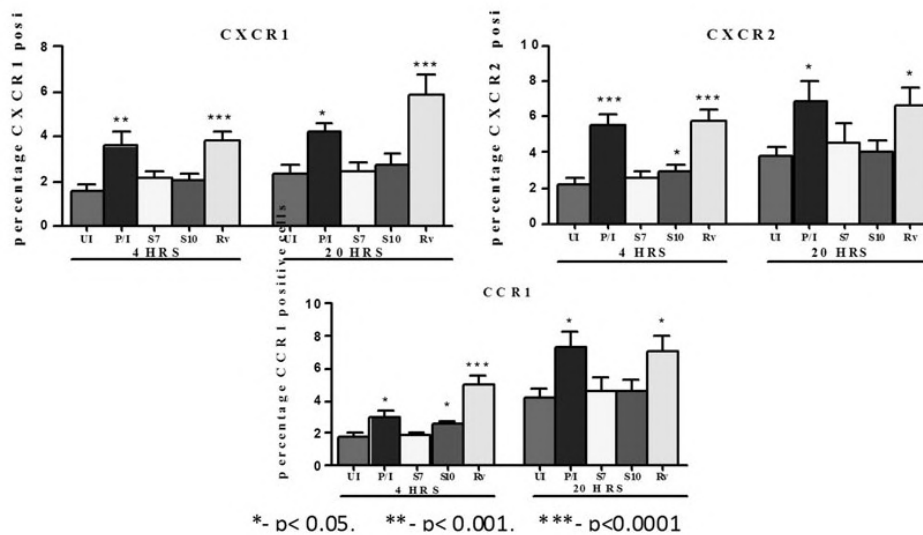 CXCR1
percentage CXCR1 posi
8
6
4
2
0
** *** * ***
UI P/I S7 S10 Rv UI P/I S7 S10 Rv
4 HRS 20 HRS
CXCR2
percentage CXCR2 posi
10
8
6
4
2
0
*** * *** * *
UI P/I S7 S10 Rv UI P/I S7 S10 Rv
4 HRS 20 HRS
CCR1
percentage CCR1 positive cells
10
8
6
4
2
0
* * *** * *
UI P/I S7 S10 Rv UI P/I S7 S10 Rv
4 HRS 20 HRS
*- p< 0.05. **- p< 0.001. ***- p<0.0001